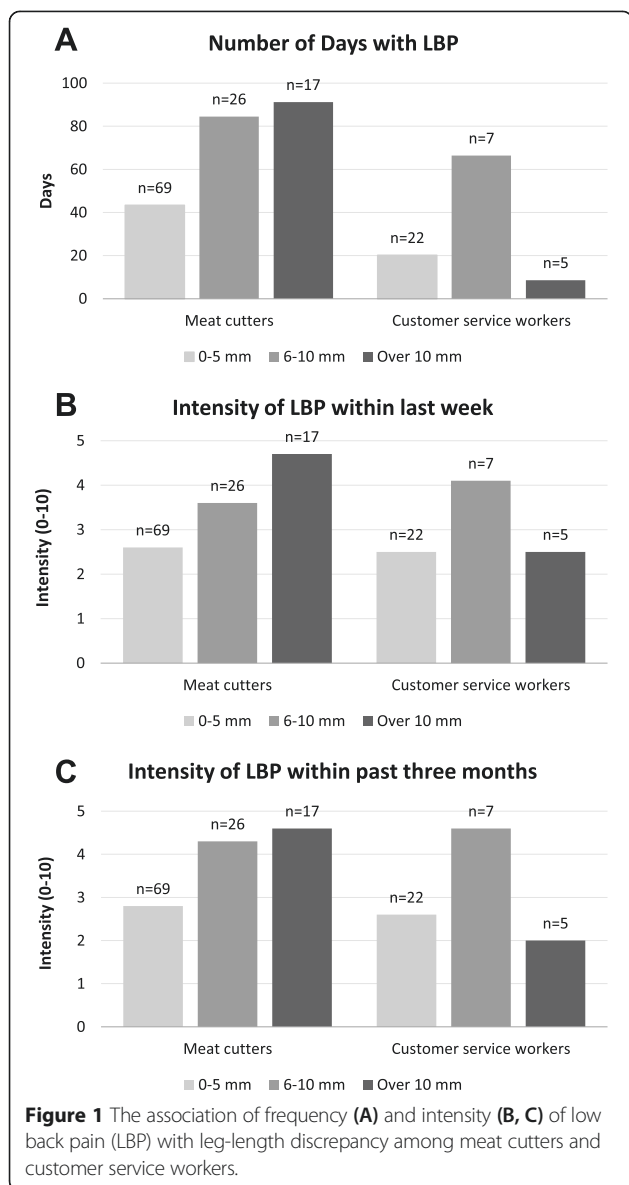 A
Number of Days with LBP
100
80
60
40
20
0
Days
n=69
n=26
n=17
n=22
n=7
n=5
Meat cutters
Customer service workers
0-5 mm
6-10 mm
Over 10 mm
B
Intensity of LBP within last week
5
4
3
2
1
0
Intensity (0-10)
n=69
n=26
n=17
n=22
n=7
n=5
Meat cutters
Customer service workers
0-5 mm
6-10 mm
Over 10 mm
C
Intensity of LBP within past three months
5
4
3
2
1
0
Intensity (0-10)
n=69
n=26
n=17
n=22
n=7
n=5
Meat cutters
Customer service workers
0-5 mm
6-10 mm
Over 10 mm
Figure 1 The association of frequency (A) and intensity (B, C) of low
back pain (LBP) with leg-length discrepancy among meat cutters and
customer service workers.